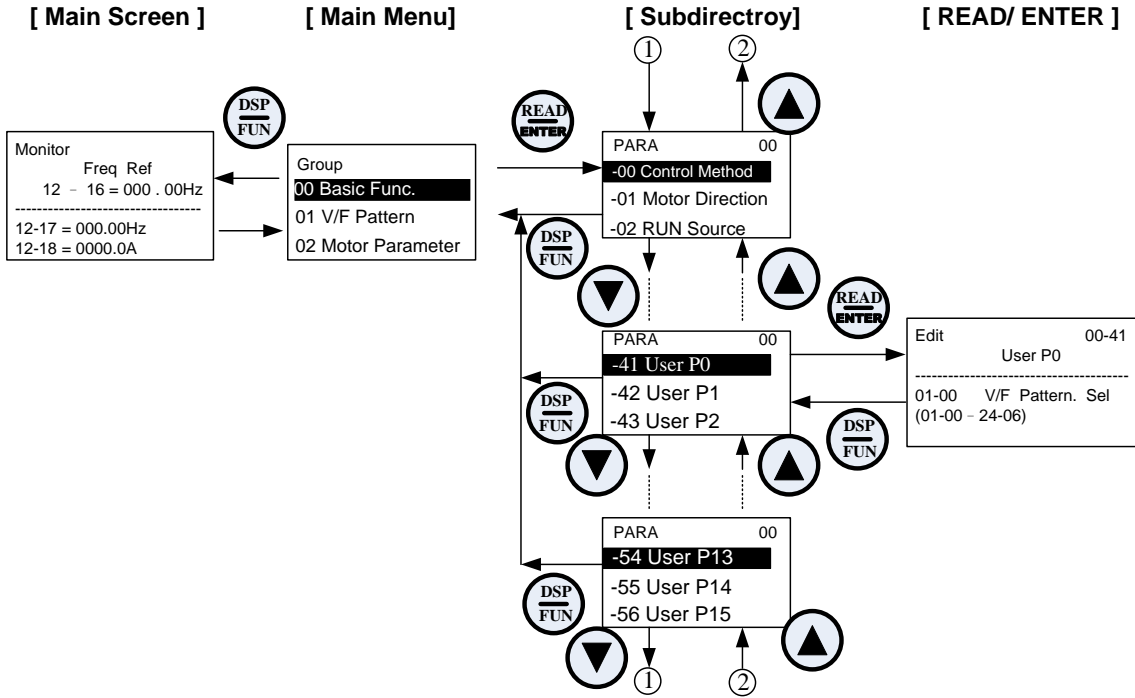 [ Main Screen ]
[ Main Menu]
[ Subdirectroy]
[ READ/ ENTER ]
① ②
DSP
FUN
READ
ENTER
Monitor
Freq Ref
12 - 16 = 000 . 00Hz
---------------------------------
12-17 = 000.00Hz
12-18 = 0000.0A
Group
00 Basic Func.
01 V/F Pattern
02 Motor Parameter
PARA 00
-00 Control Method
-01 Motor Direction
-02 RUN Source
DSP
FUN
READ
ENTER
PARA 00
-41 User P0
-42 User P1
-43 User P2
Edit 00-41
User P0
---------------------------------
01-00 V/F Pattern. Sel
(01-00 - 24-06)
DSP
FUN
DSP
FUN
PARA 00
-54 User P13
-55 User P14
-56 User P15
DSP
FUN
① ②